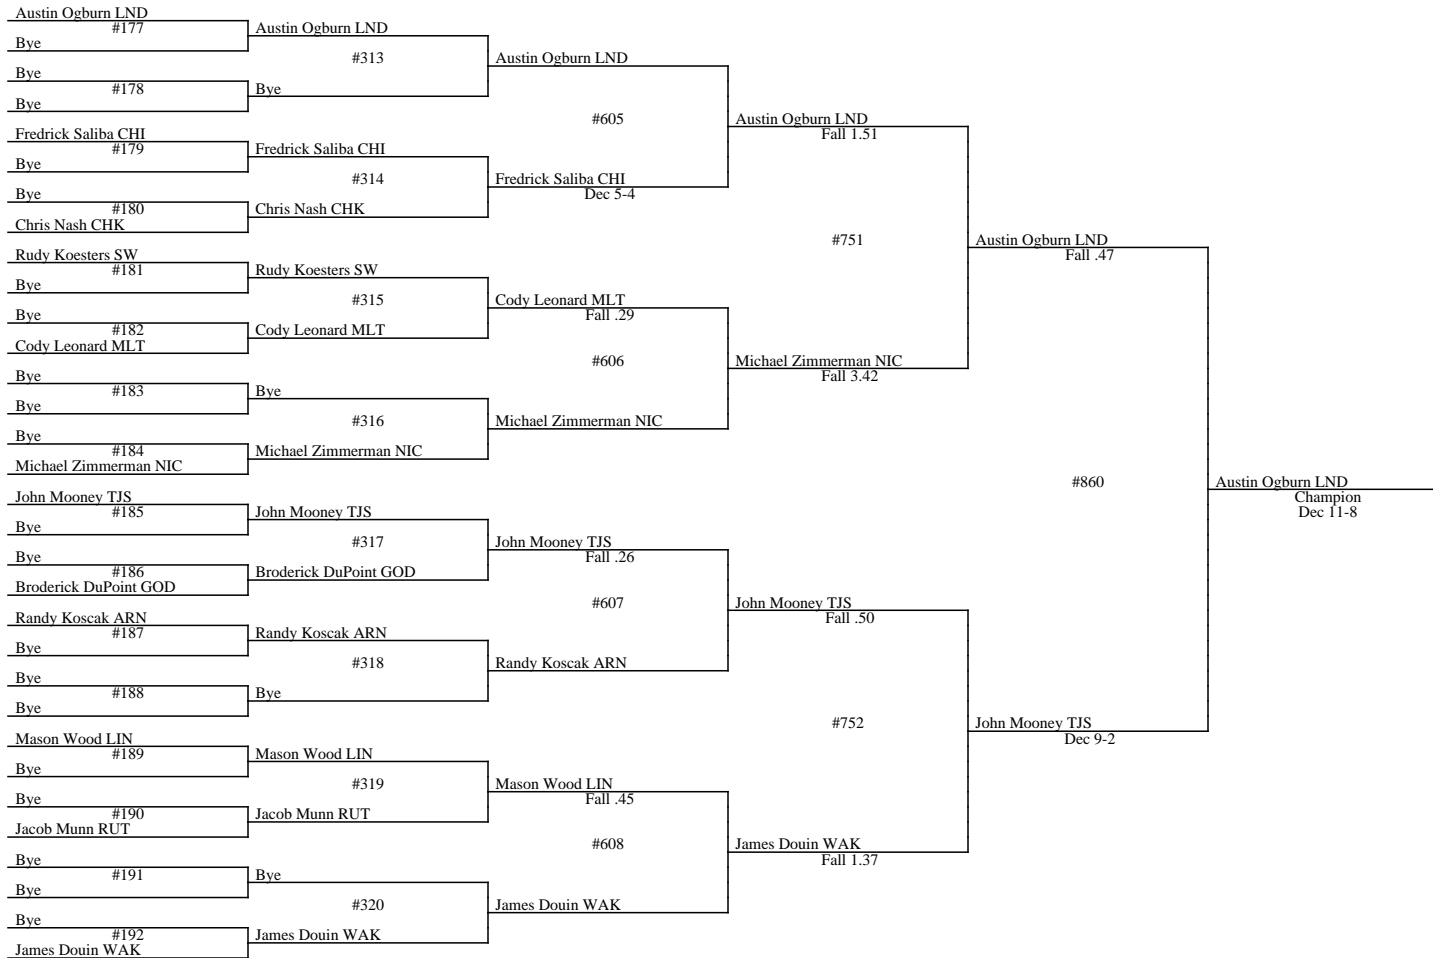 Austin Ogburn LND
#177
Bye
Bye
#178
Bye
Fredrick Saliba CHI
#179
Bye
Bye
#180
Chris Nash CHK
Rudy Koesters SW
#181
Bye
Bye
#182
Cody Leonard MLT
Bye
#183
Bye
Bye
#184
Michael Zimmerman NIC
John Mooney TJS
#185
Bye
Bye
#186
Broderick DuPoint GOD
Randy Koscak ARN
#187
Bye
Bye
#188
Bye
Mason Wood LIN
#189
Bye
Bye
#190
Jacob Munn RUT
Bye
#191
Bye
Bye
#192
James Douin WAK
Austin Ogburn LND
#313
Bye
Fredrick Saliba CHI
#314
Chris Nash CHK
Rudy Koesters SW
#315
Cody Leonard MLT
Bye
#316
Michael Zimmerman NIC
John Mooney TJS
#317
Broderick DuPoint GOD
Randy Koscak ARN
#318
Bye
Mason Wood LIN
#319
Jacob Munn RUT
Bye
#320
James Douin WAK
Austin Ogburn LND
#605
Fredrick Saliba CHI
Dec 5-4
Cody Leonard MLT
Fall .29
#606
Michael Zimmerman NIC
John Mooney TJS
Fall .26
#607
Randy Koscak ARN
Mason Wood LIN
Fall .45
#608
James Douin WAK
Austin Ogburn LND
Fall 1.51
#751
Michael Zimmerman NIC
Fall 3.42
John Mooney TJS
Fall .50
#752
James Douin WAK
Fall 1.37
Austin Ogburn LND
Fall .47
#860
John Mooney TJS
Dec 9-2
Austin Ogburn LND
Champion
Dec 11-8